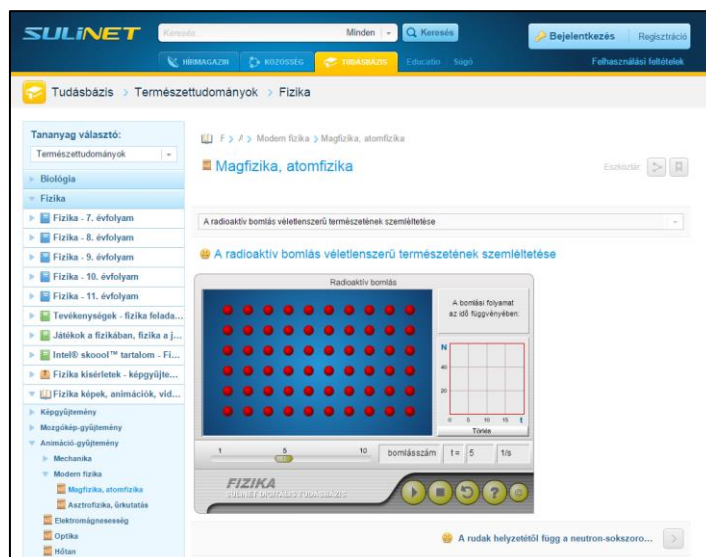 SULiNET
Keresés...
Minden
Keresés
Bejelentkezés
Regisztráció
HÍRMAGAZIN
KÖZÖSSÉG
TUDÁSBÁZIS
Educatio
Súgó
Felhasználási feltételek
Tudásbázis > Természettudományok > Fizika
Tananyag választó:
Természettudományok
Biológia
Fizika
Fizika - 7. évfolyam
Fizika - 8. évfolyam
Fizika - 9. évfolyam
Fizika - 10. évfolyam
Fizika - 11. évfolyam
Tevékenységek - fizika felada...
Játékok a fizikában, fizika a j...
Intel® skoool™ tartalom - Fi...
Fizika kísérletek - képgyűjte...
Fizika képek, animációk, vid...
Képgyűjtemény
Mozgókép-gyűjtemény
Animáció-gyűjtemény
Mechanika
Modern fizika
Magfizika, atomfizika
Asztrofizika, űrkutatás
Elektromágnesesség
Optika
Hőtan
F > A > Modern fizika > Magfizika, atomfizika
Magfizika, atomfizika
Eszköztár:
A radioaktív bomlás véletlenszerű természetének szemléltetése
A radioaktív bomlás véletlenszerű természetének szemléltetése
Radioaktív bomlás
A bomlási folyamat
az idő függvényében:
N
40
20
0 5 10 15 t
Törlés
1 5 10
bomlásszám
t = 5 1/s
FIZIKA
SULINET DIGITÁLIS TUDÁSBÁZIS
A rudak helyzetétől függ a neutron-sokszoro...